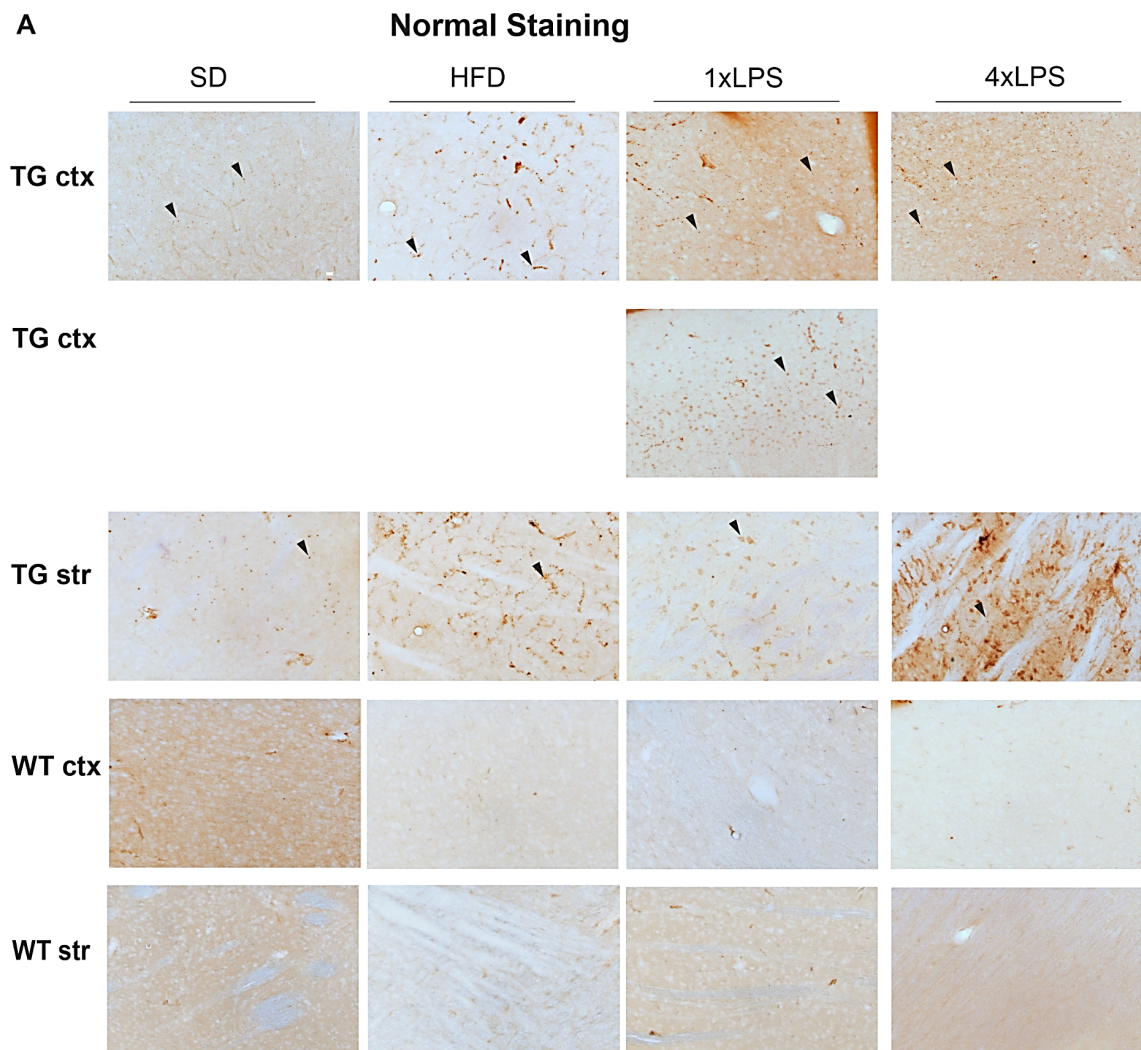 A
Normal Staining
SD HFD 1xLPS 4xLPS
TG ctx
TG ctx
TG str
WT ctx
WT str